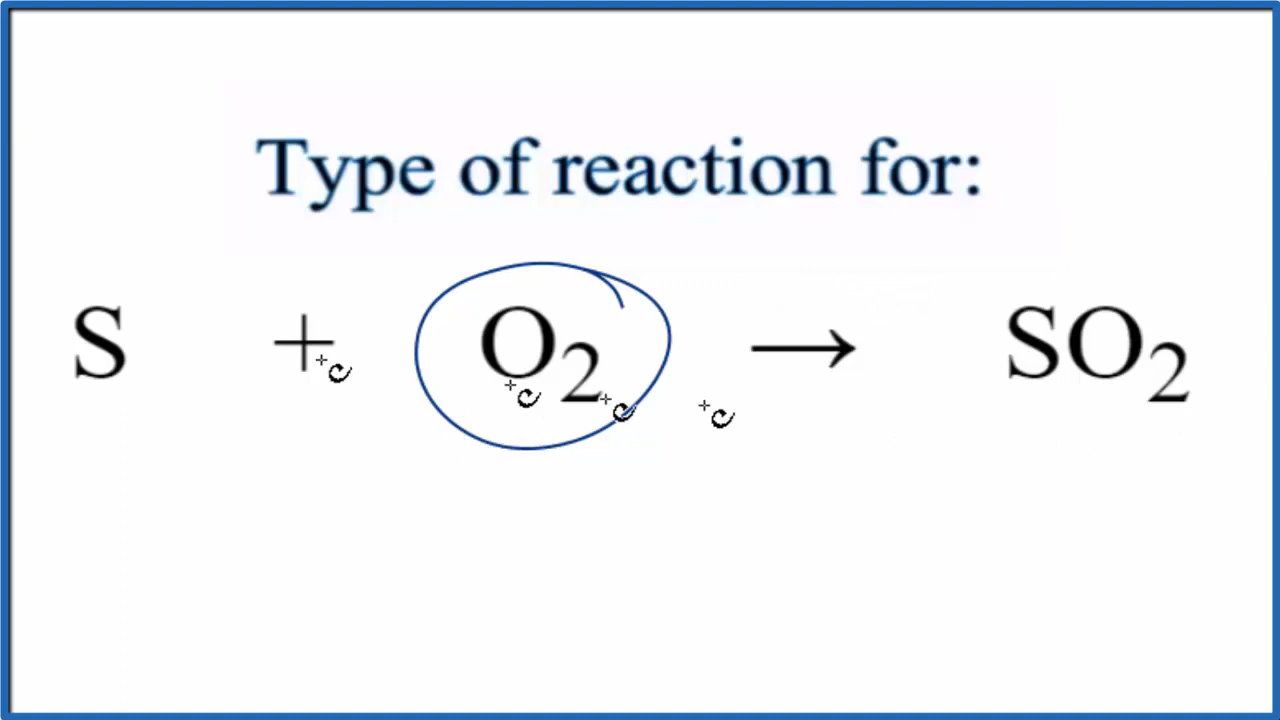 Type of reaction for:
S + O₂ → SO₂